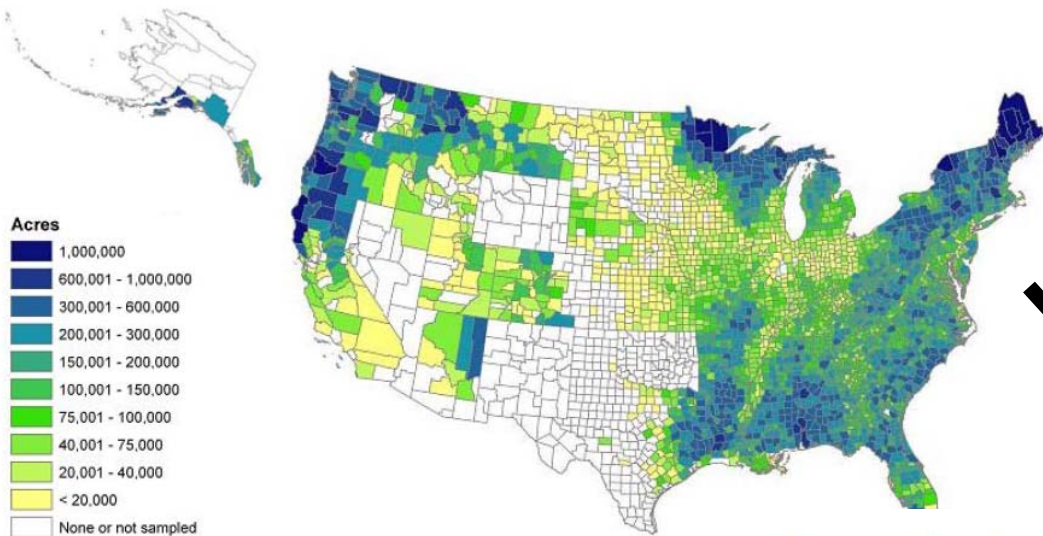 Acres
1,000,000
600,001 - 1,000,000
300,001 - 600,000
200,001 - 300,000
150,001 - 200,000
100,001 - 150,000
75,001 - 100,000
40,001 - 75,000
20,001 - 40,000
< 20,000
None or not sampled